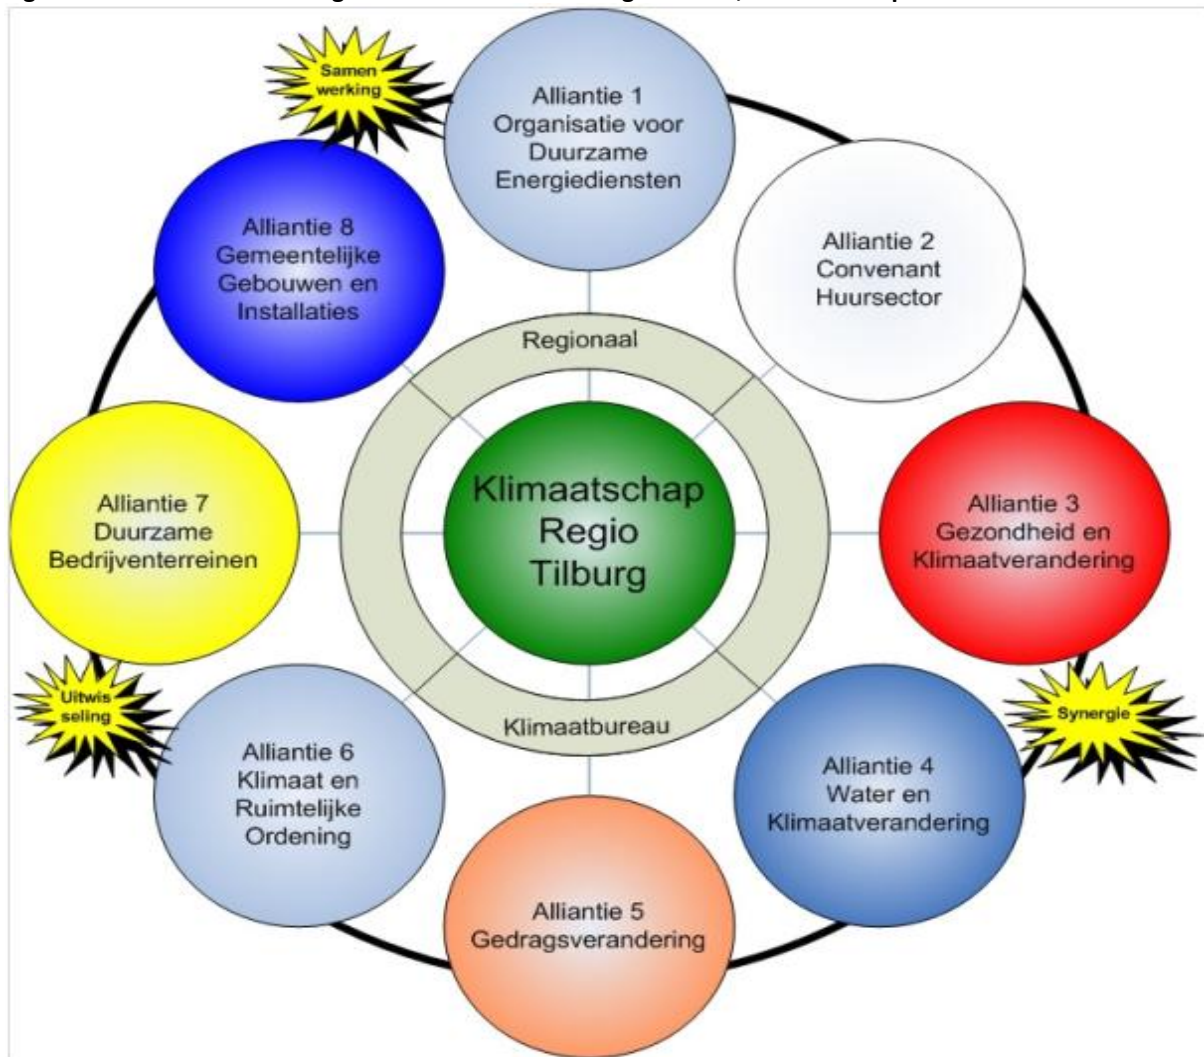 Samen
werking
Alliantie 1
Organisatie voor
Duurzame
Energiediensten
Alliantie 2
Convenant
Huursector
Alliantie 3
Gezondheid en
Klimaatverandering
Synergie
Alliantie 4
Water en
Klimaatverandering
Alliantie 5
Gedragsverandering
Alliantie 6
Klimaat en
Ruimtelijke
Ordening
Uitwis
seling
Alliantie 7
Duurzame
Bedrijventerreinen
Alliantie 8
Gemeentelijke
Gebouwen en
Installaties
Regionaal
Klimaatschap
Regio
Tilburg
Klimaatbureau